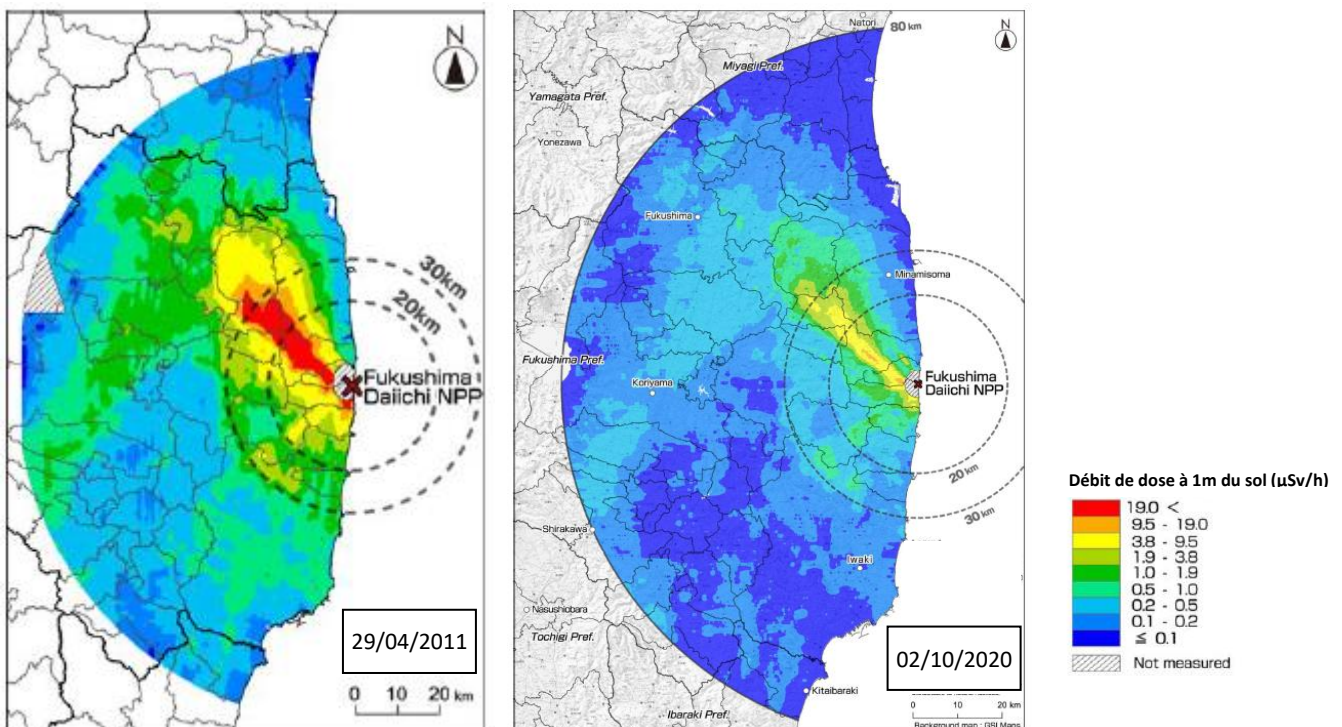 N
30km
20km
Fukushima
Daiichi NPP
29/04/2011
0 10 20 km
80 km
Natori
N
Miyagi Pref.
Yamagata Pref.
Yonezawa
Fukushima
Minamisoma
Fukushima Pref.
Koriyama
Fukushima
Daiichi NPP
20 km
30 km
Shirakawa
Iwaki
Nasushiobara
Tochigi Pref.
02/10/2020
Kitaibaraki
Ibaraki Pref.
0 10 20 km
Background map : GSI Maps
Débit de dose à 1m du sol (µSv/h)
19.0 <
9.5 - 19.0
3.8 - 9.5
1.9 - 3.8
1.0 - 1.9
0.5 - 1.0
0.2 - 0.5
0.1 - 0.2
≤ 0.1
Not measured